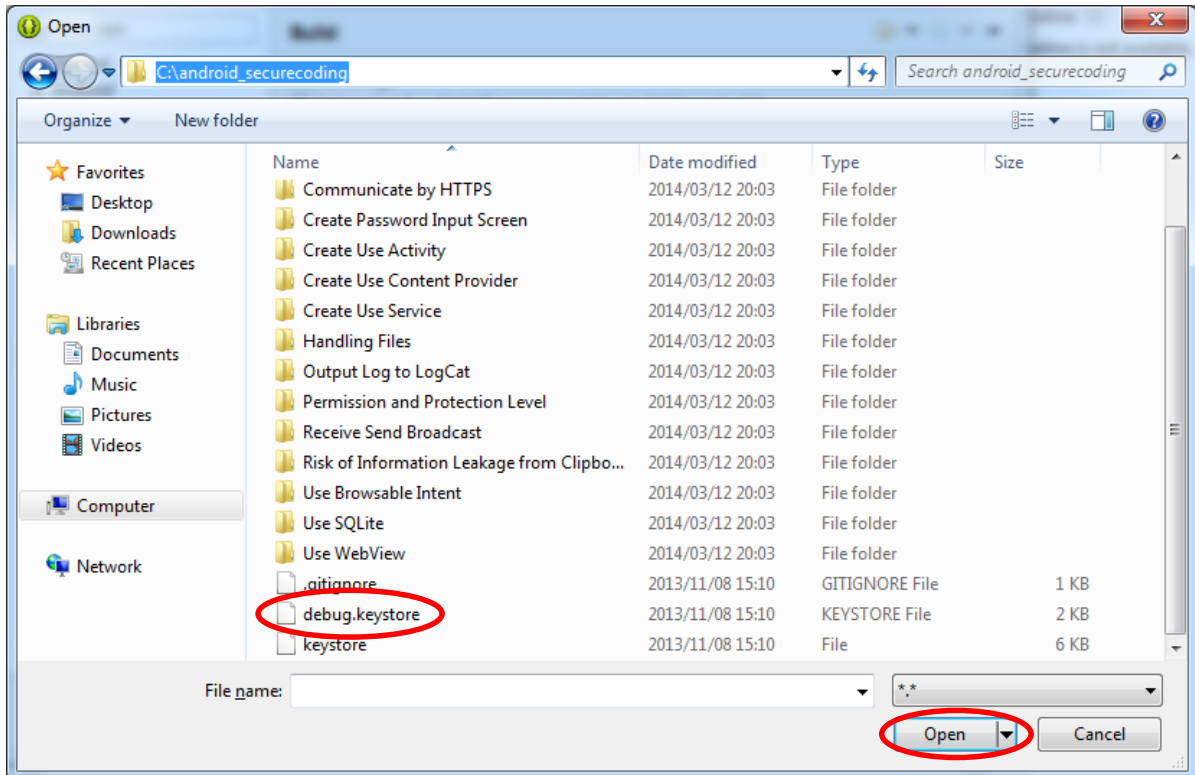 Open
C:\android_securecoding
Search android_securecoding
Organize
New folder
Favorites
Desktop
Downloads
Recent Places
Libraries
Documents
Music
Pictures
Videos
Computer
Network
Name Date modified Type Size
Communicate by HTTPS 2014/03/12 20:03 File folder
Create Password Input Screen 2014/03/12 20:03 File folder
Create Use Activity 2014/03/12 20:03 File folder
Create Use Content Provider 2014/03/12 20:03 File folder
Create Use Service 2014/03/12 20:03 File folder
Handling Files 2014/03/12 20:03 File folder
Output Log to LogCat 2014/03/12 20:03 File folder
Permission and Protection Level 2014/03/12 20:03 File folder
Receive Send Broadcast 2014/03/12 20:03 File folder
Risk of Information Leakage from Clipbo... 2014/03/12 20:03 File folder
Use Browsable Intent 2014/03/12 20:03 File folder
Use SQLite 2014/03/12 20:03 File folder
Use WebView 2014/03/12 20:03 File folder
.gitignore 2013/11/08 15:10 GITIGNORE File 1 KB
debug.keystore 2013/11/08 15:10 KEYSTORE File 2 KB
keystore 2013/11/08 15:10 File 6 KB
File name:
*.*
Open
Cancel